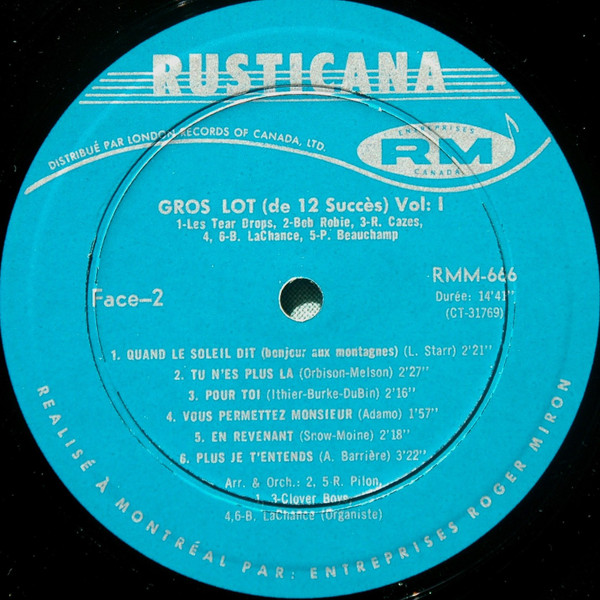 RUSTICANA
DISTRIBUÉ PAR LONDON RECORDS OF CANADA, LTD.
ENTREPRISES
RM
CANADA
GROS LOT (de 12 Succès) Vol: I
1-Les Tear Drops, 2-Bob Robie, 3-R. Cazes,
4, 6-B. LaChance, 5-P. Beauchamp
RMM-666
Face-2
Durée: 14'41''
(CT-31769)
1. QUAND LE SOLEIL DIT (bonjour aux montagnes) (L. Starr) 2'21''
2. TU N'ES PLUS LA (Orbison-Melson) 2'27''
3. POUR TOI (Ithier-Burke-DuBin) 2'16''
4. VOUS PERMETTEZ MONSIEUR (Adamo) 1'57''
5. EN REVENANT (Snow-Moine) 2'18''
6. PLUS JE T'ENTENDS (A. Barrière) 3'22''
Arr. & Orch.: 2, 5-R. Pilon,
1, 3-Clover Boys
4,6-B. LaChance (Organiste)
REALISÉ À MONTRÉAL PAR: ENTREPRISES ROGER MIRON